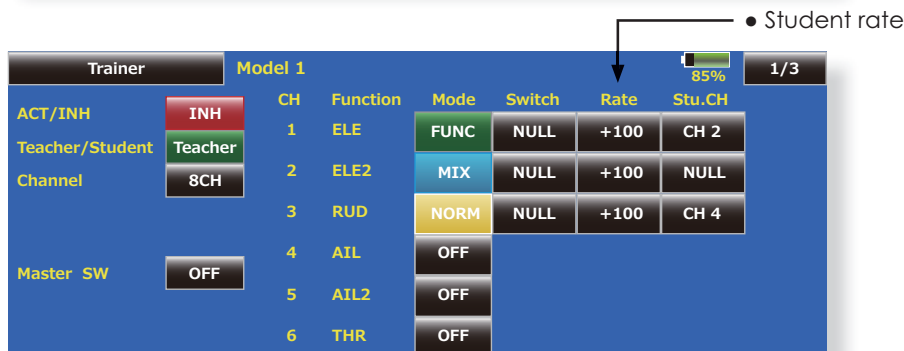 ● Student rate
Trainer Model 1 85% 1/3
CH Function Mode Switch Rate Stu.CH
ACT/INH INH
1 ELE FUNC NULL +100 CH 2
Teacher/Student Teacher
2 ELE2 MIX NULL +100 NULL
Channel 8CH
3 RUD NORM NULL +100 CH 4
4 AIL OFF
Master SW OFF
5 AIL2 OFF
6 THR OFF